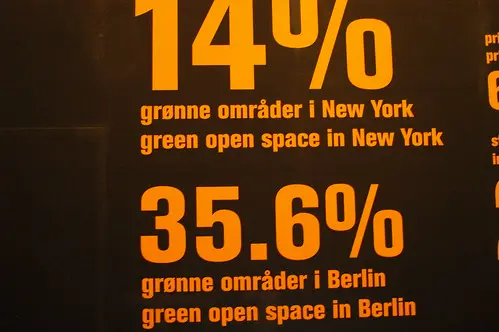 14%
grønne områder i New York
green open space in New York
35.6%
grønne områder i Berlin
green open space in Berlin